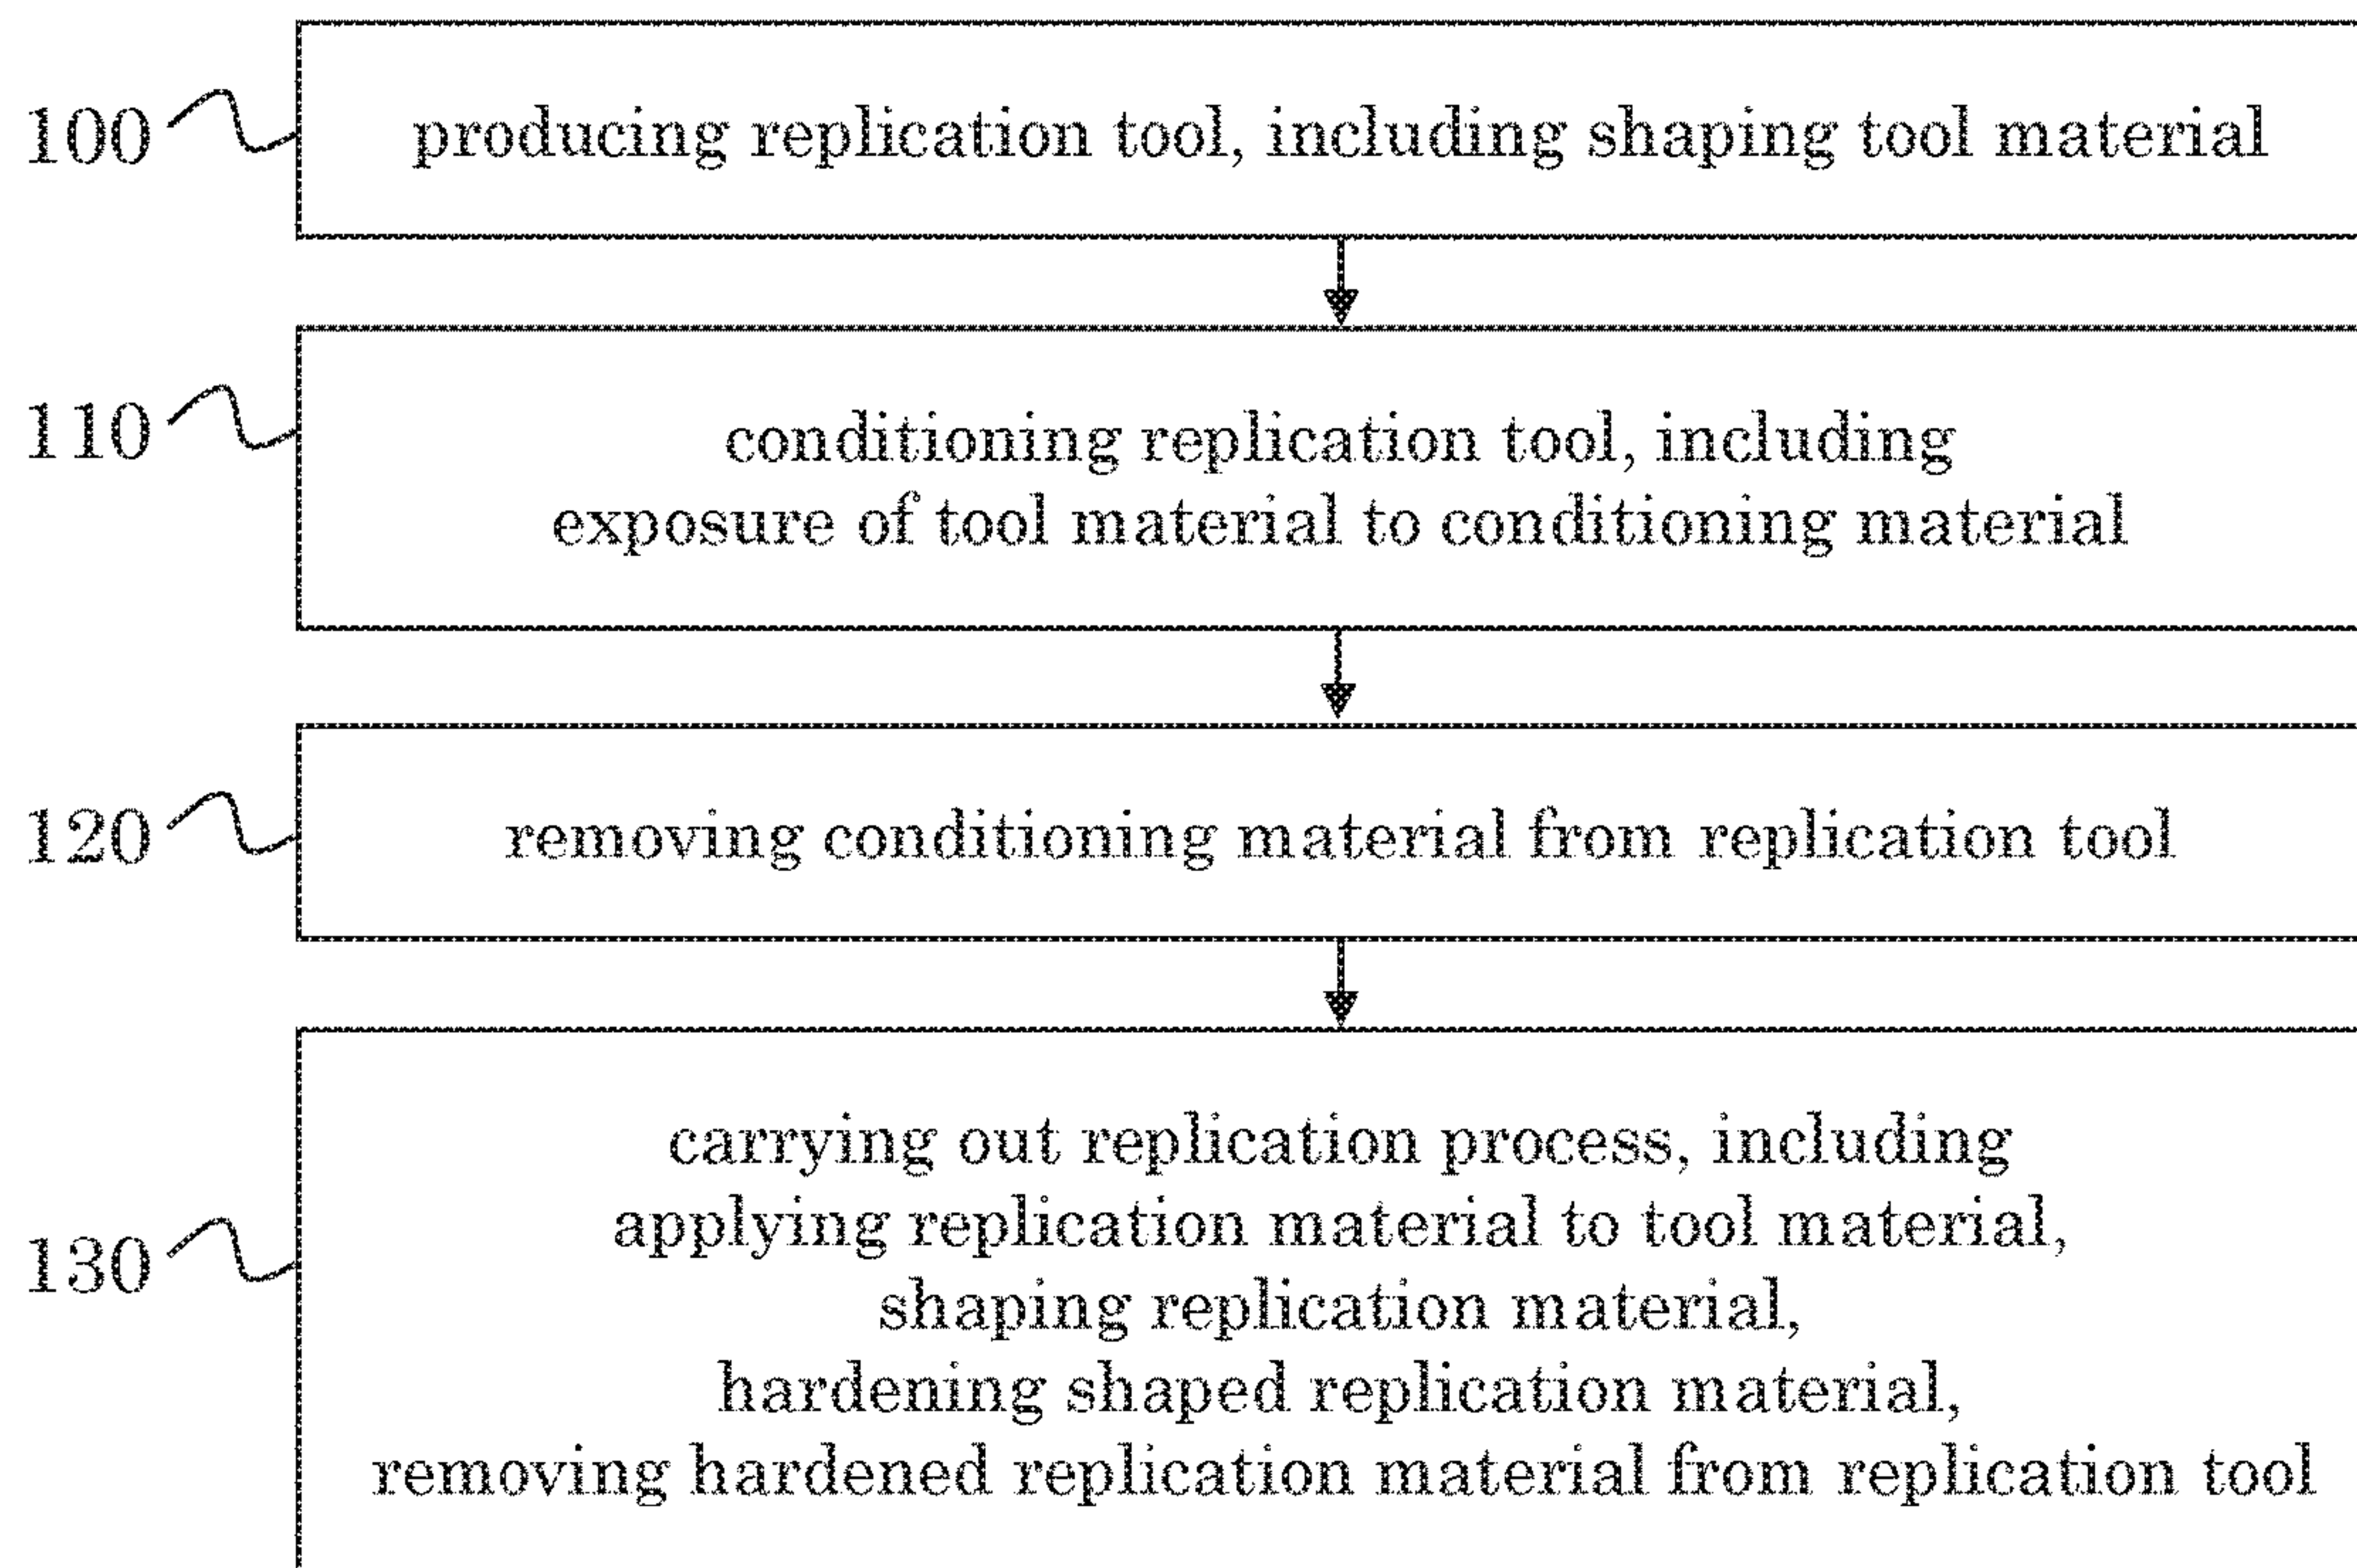 100
producing replication tool, including shaping tool material
110
conditioning replication tool, including
exposure of tool material to conditioning material
120
removing conditioning material from replication tool
130
carrying out replication process, including
applying replication material to tool material,
shaping replication material,
hardening shaped replication material,
removing hardened replication material from replication tool